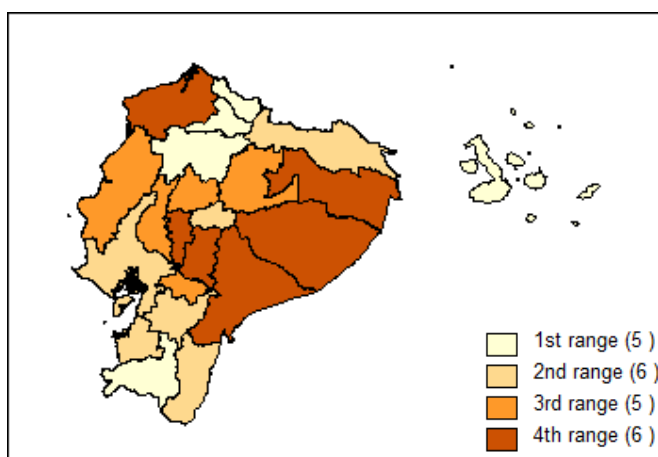 1st range (5 )
2nd range (6 )
3rd range (5 )
4th range (6 )